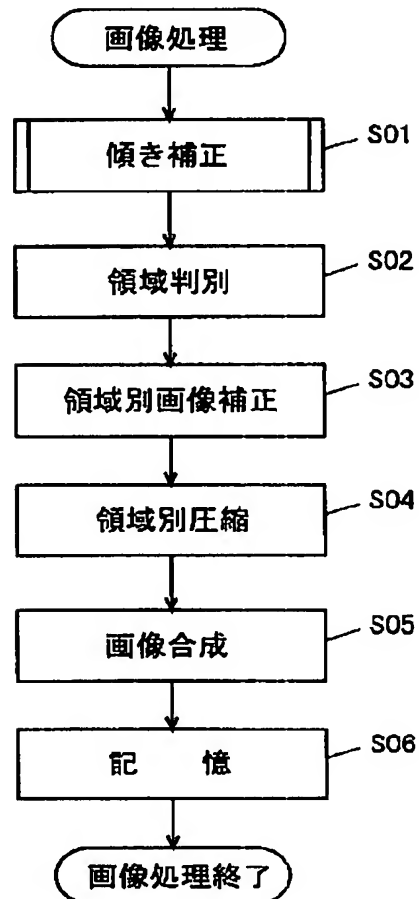 画像処理
傾き補正 S01
領域判別 S02
領域別画像補正 S03
領域別圧縮 S04
画像合成 S05
記 憶 S06
画像処理終了